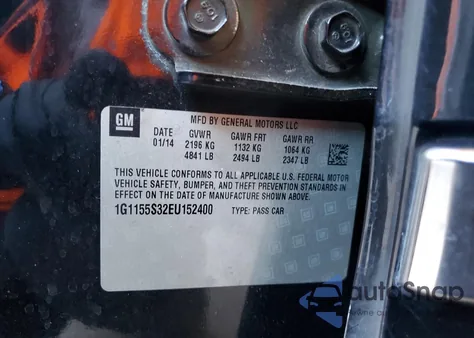 GM
MFD BY GENERAL MOTORS LLC
DATE GVWR GAWR FRT GAWR RR
01/14 2196 KG 1132 KG 1064 KG
4841 LB 2494 LB 2347 LB
THIS VEHICLE CONFORMS TO ALL APPLICABLE U.S. FEDERAL MOTOR
VEHICLE SAFETY, BUMPER, AND THEFT PREVENTION STANDARDS IN
EFFECT ON THE DATE OF MANUFACTURE SHOWN ABOVE.
1G1155S32EU152400 TYPE: PASS CAR
autoSnap